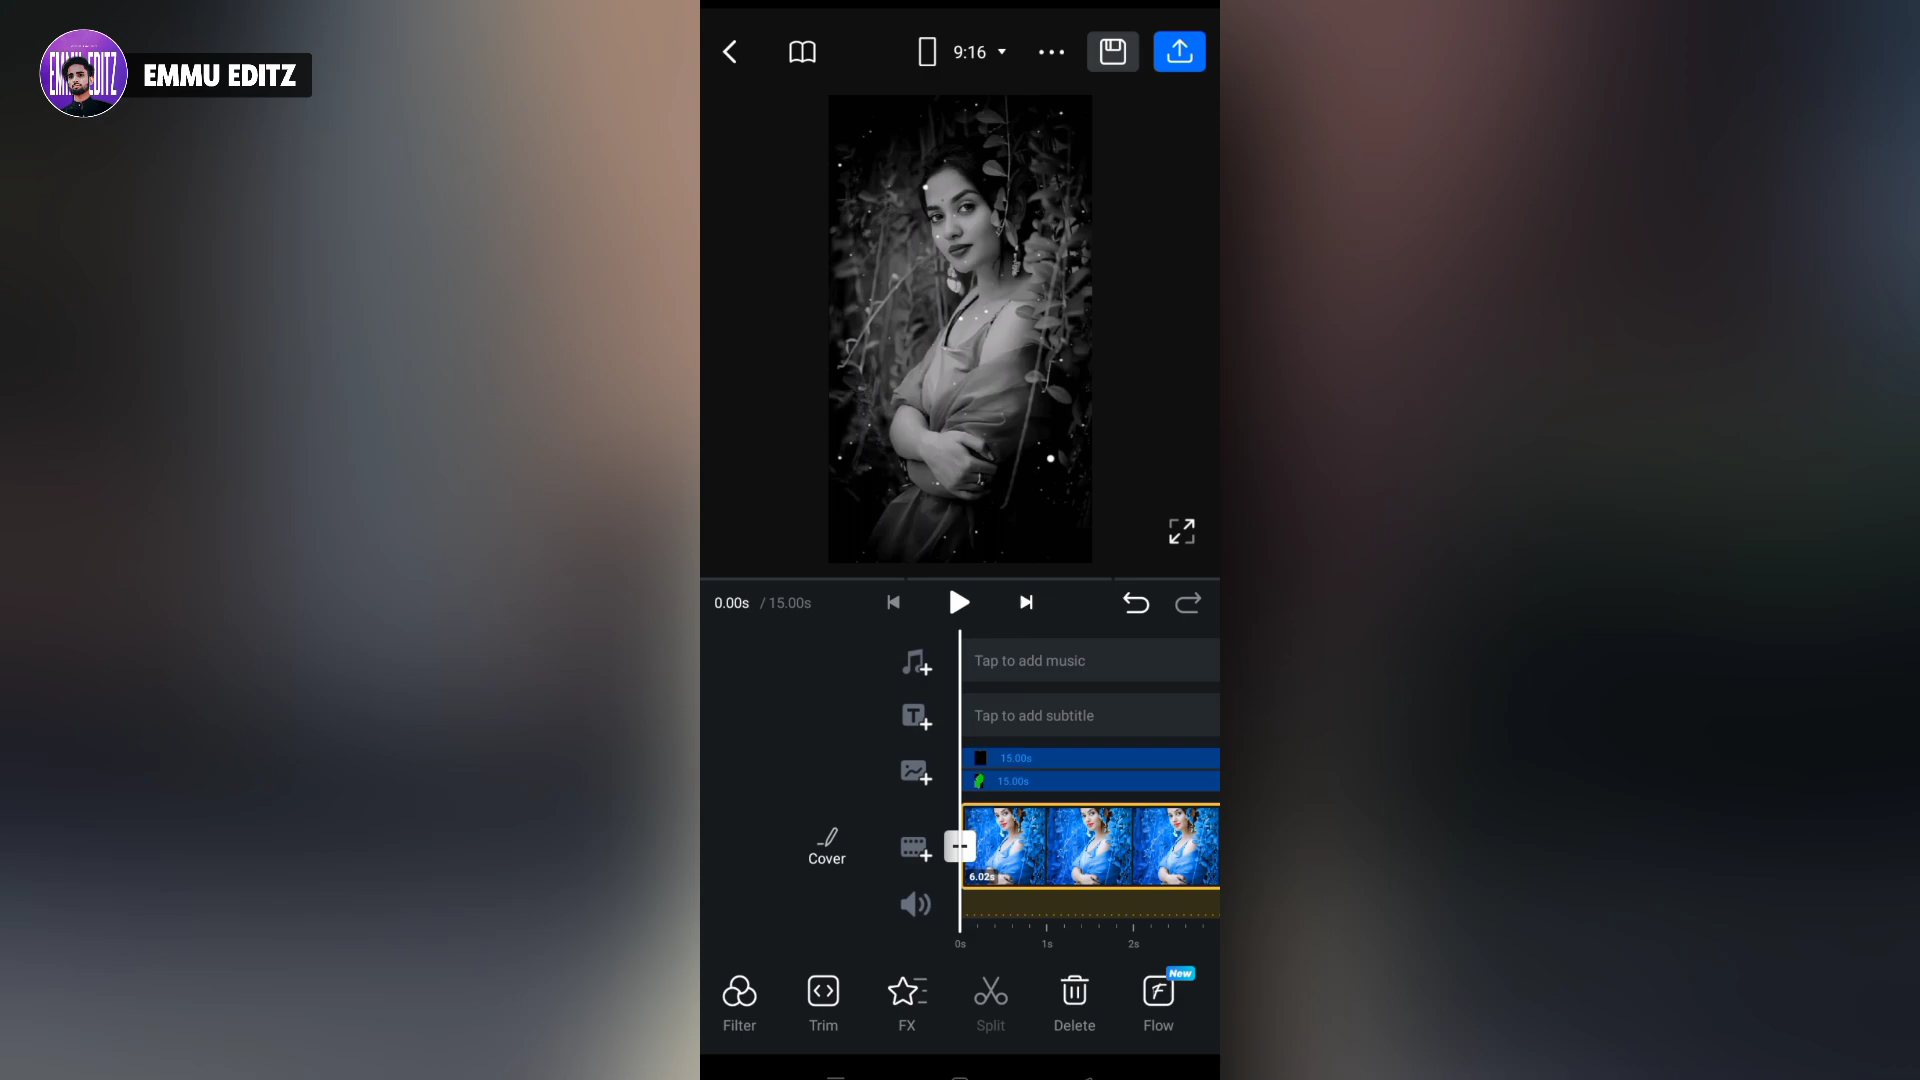 EMMU EDITZ
9:16
0.00s / 15.00s
Tap to add music
Tap to add subtitle
15.00s
15.00s
Cover
6.02s
0s 1s 2s
New
Filter Trim FX Split Delete Flow